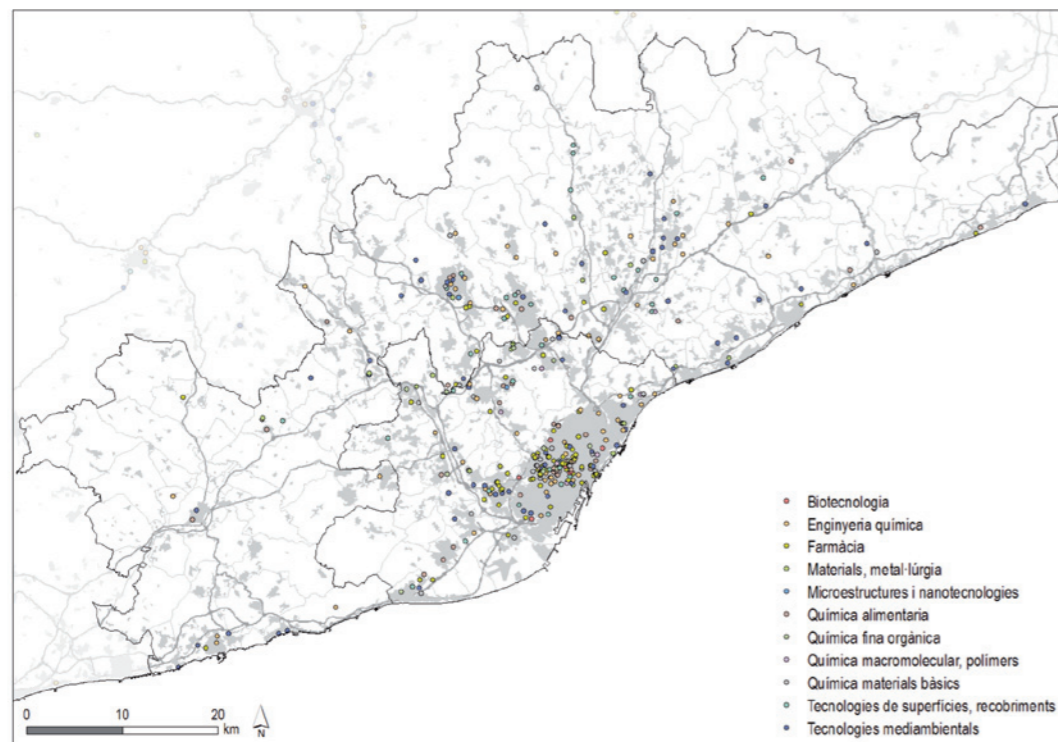 Biotecnologia
Enginyeria química
Farmàcia
Materials, metal·lúrgia
Microestructures i nanotecnologies
Química alimentaria
Química fina orgànica
Química macromolecular, polímers
Química materials bàsics
Tecnologies de superfícies, recobriments
Tecnologies mediambientals
0 10 20
km
N